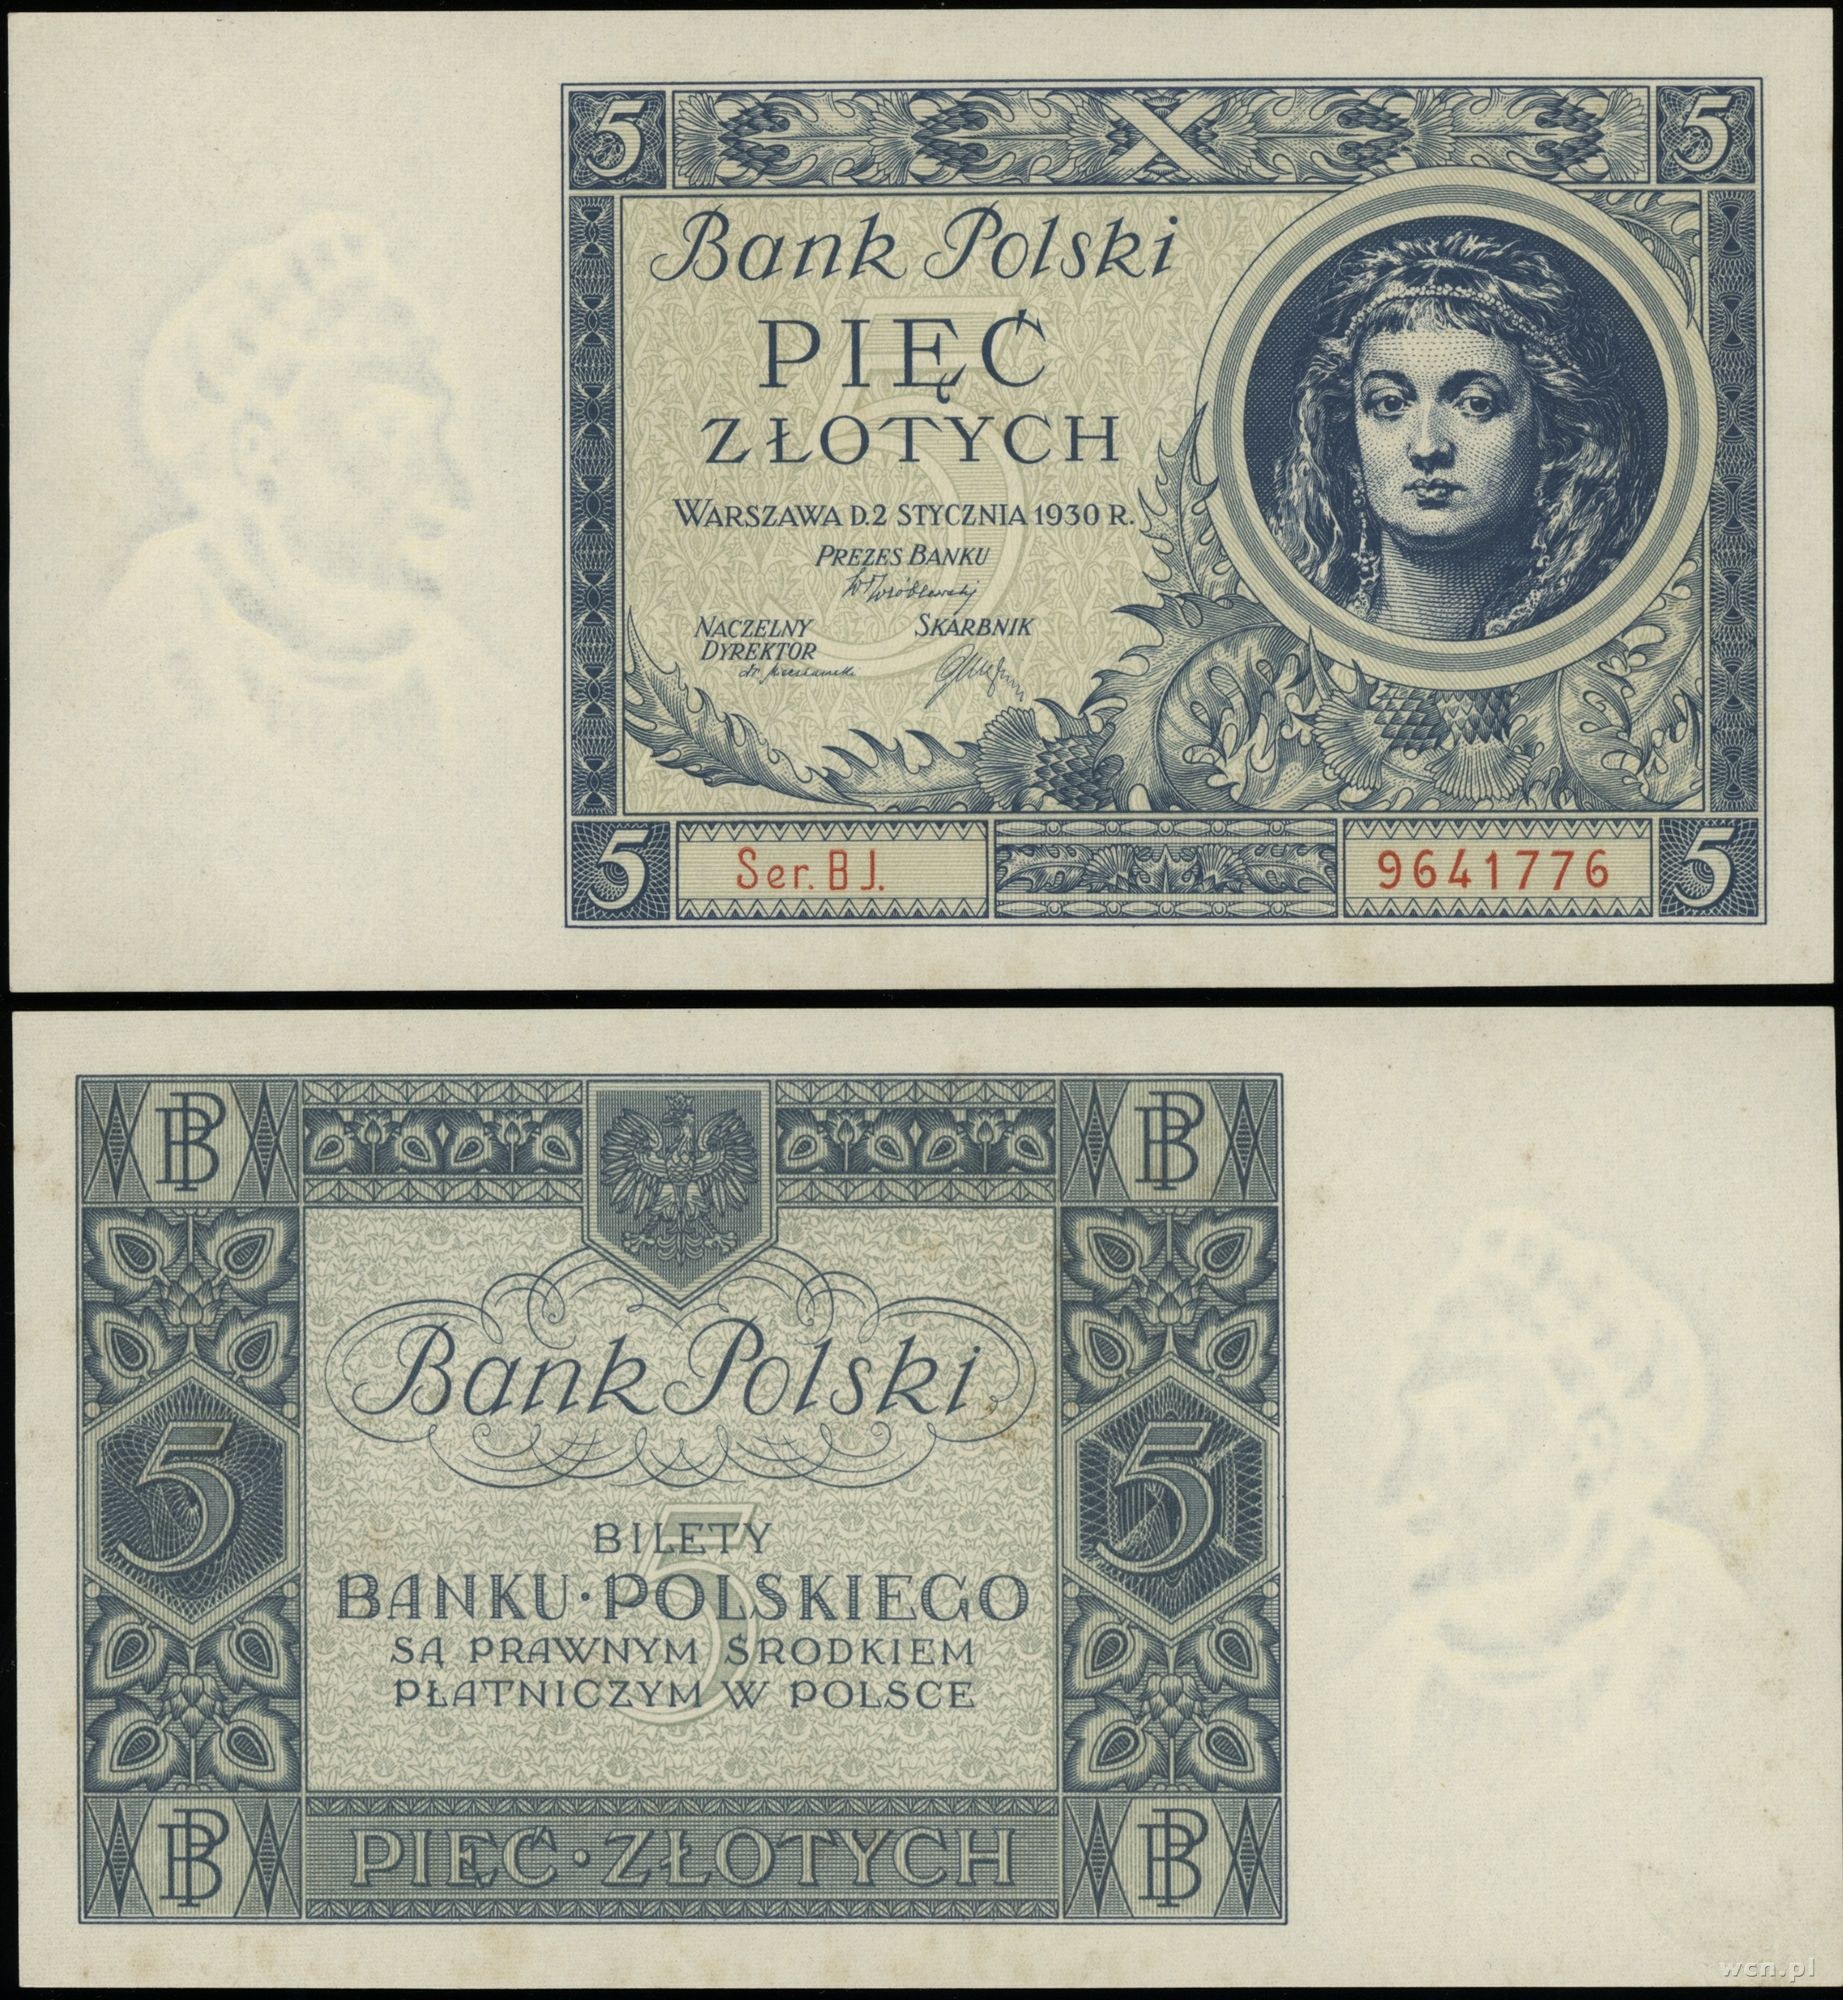 5 5
Bank Polski
PIĘĆ
ZŁOTYCH
WARSZAWA D.2 STYCZNIA 1930 R.
PREZES BANKU
NACZELNY SKARBNIK
DYREKTOR
5 Ser. B J. 9641776 5
BP BP
Bank Polski
5 5
BILETY
BANKU·POLSKIEGO
SĄ PRAWNYM ŚRODKIEM
PŁATNICZYM W POLSCE
5
BP PIĘĆ·ZŁOTYCH BP
wcn.pl